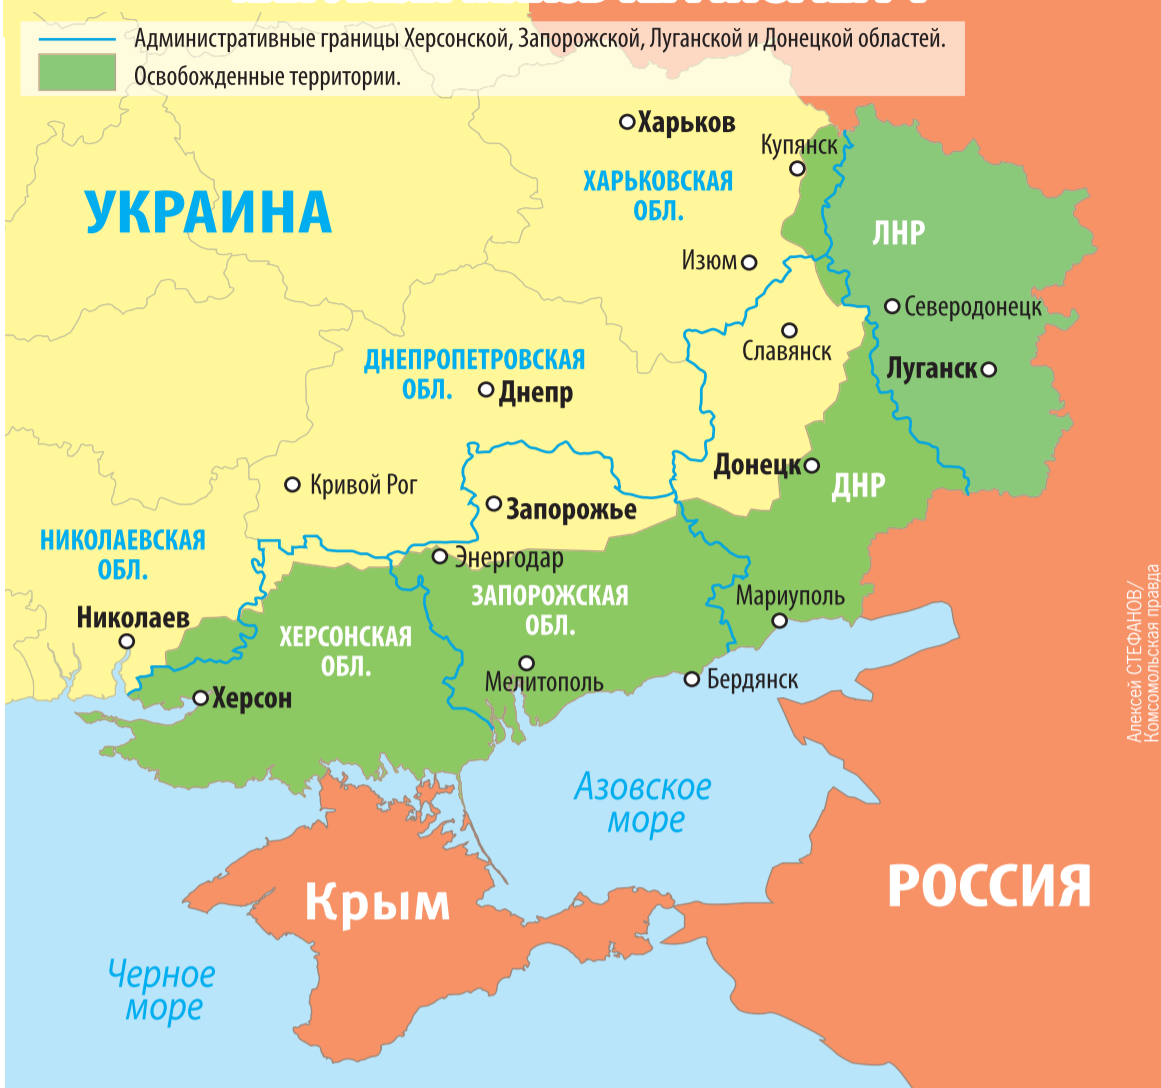 Административные границы Херсонской, Запорожской, Луганской и Донецкой областей.
Освобожденные территории.
Харьков
Купянск
ХАРЬКОВСКАЯ
ОБЛ.
УКРАИНА
ЛНР
Изюм
Северодонецк
Славянск
ДНЕПРОПЕТРОВСКАЯ
ОБЛ.
Днепр
Луганск
Донецк
ДНР
Кривой Рог
Запорожье
НИКОЛАЕВСКАЯ
ОБЛ.
Энергодар
ЗАПОРОЖСКАЯ
ОБЛ.
Мариуполь
Николаев
ХЕРСОНСКАЯ
ОБЛ.
Мелитополь
Бердянск
Херсон
Алексей СТЕФАНОВ/
Комсомольская правда
Азовское
море
РОССИЯ
Крым
Черное
море